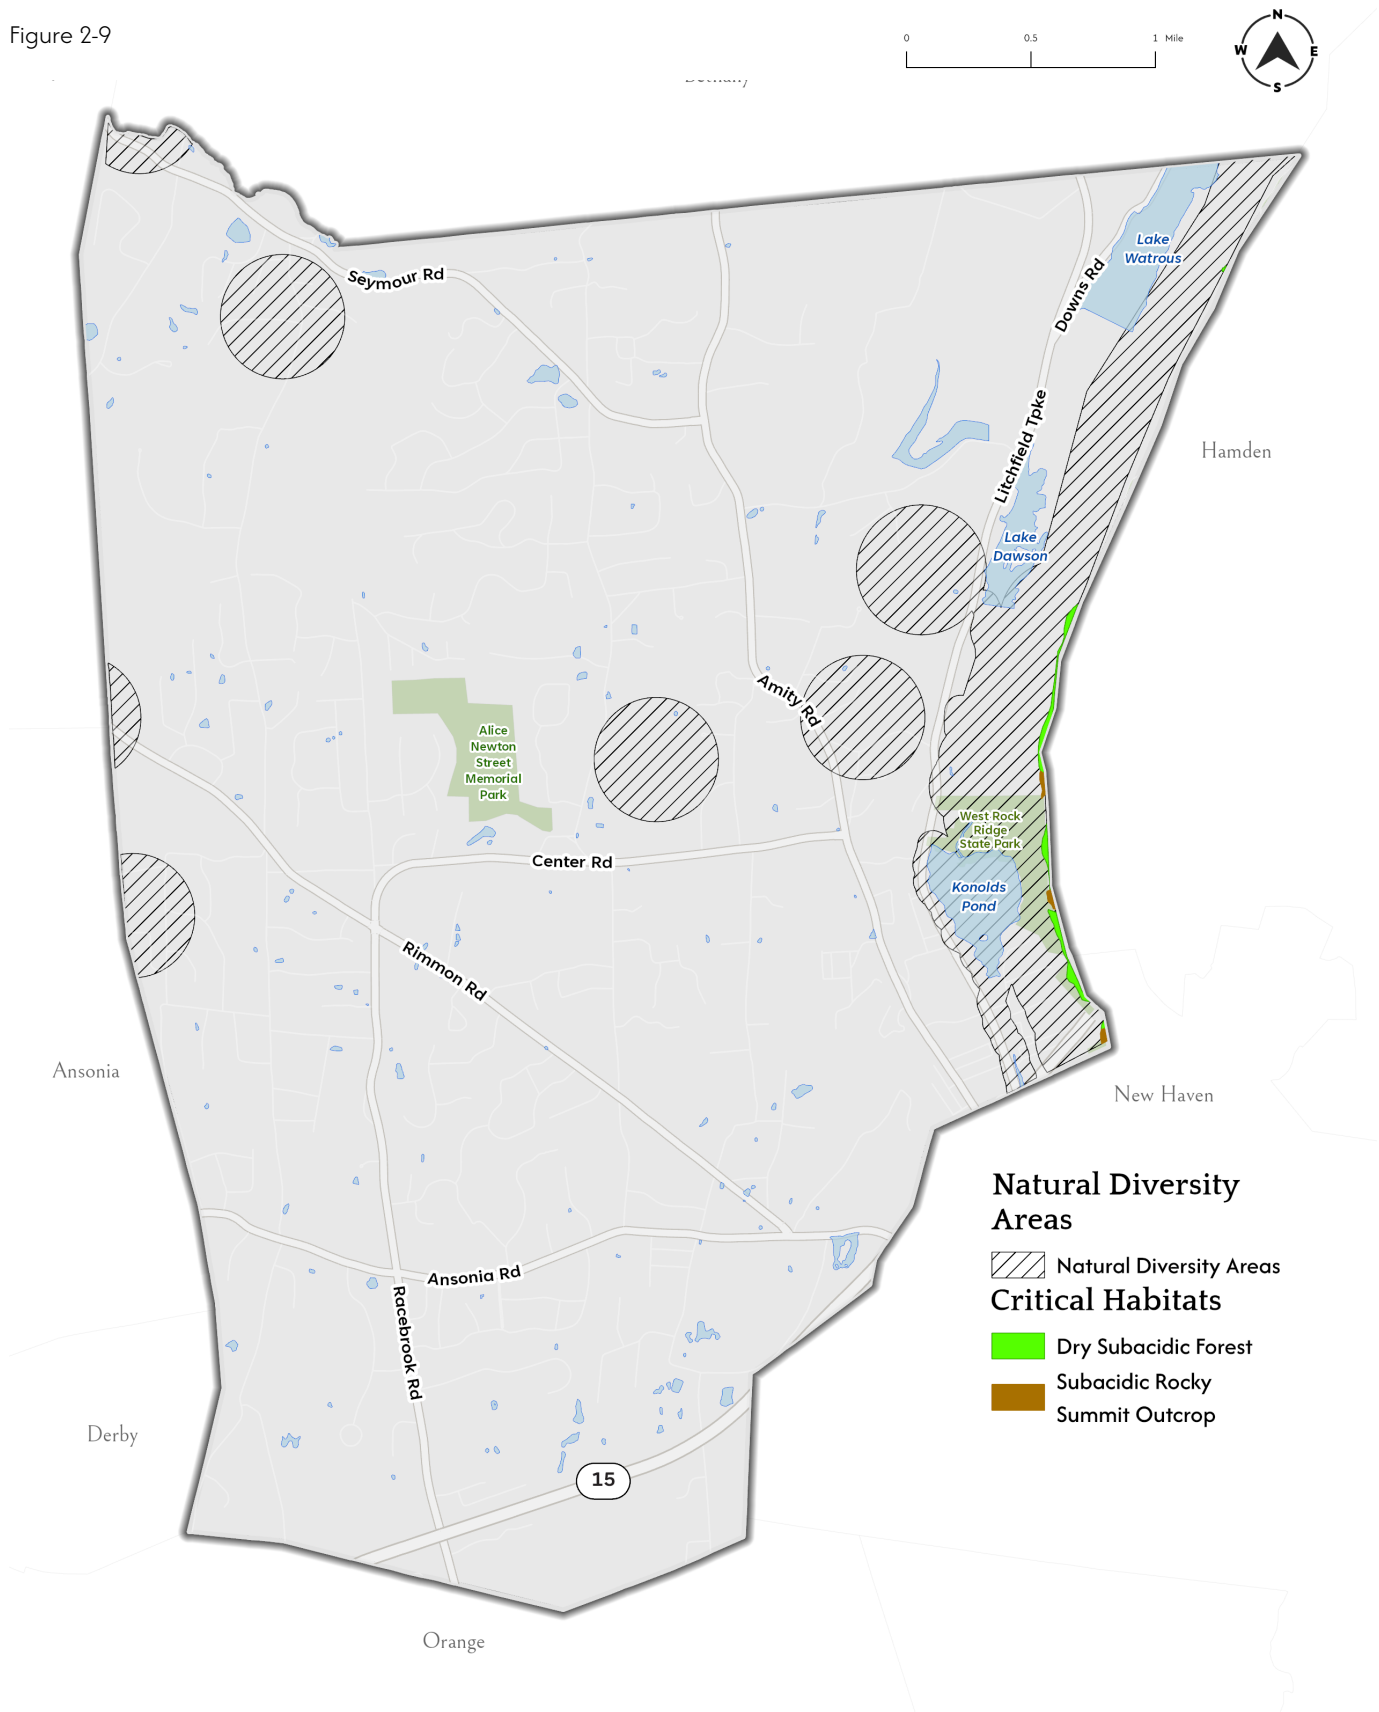 Figure 2-9
0 0.5 1 Mile
N
W E
S
Lake
Watrous
Downs Rd
Seymour Rd
Litchfield Tpke
Hamden
Lake
Dawson
Amity Rd
Alice
Newton
Street
Memorial
Park
West Rock
Ridge
State Park
Center Rd
Konolds
Pond
Rimmon Rd
Ansonia
New Haven
Natural Diversity
Areas
Natural Diversity Areas
Ansonia Rd
Critical Habitats
Racebrook Rd
Dry Subacidic Forest
Subacidic Rocky
Summit Outcrop
Derby
15
Orange